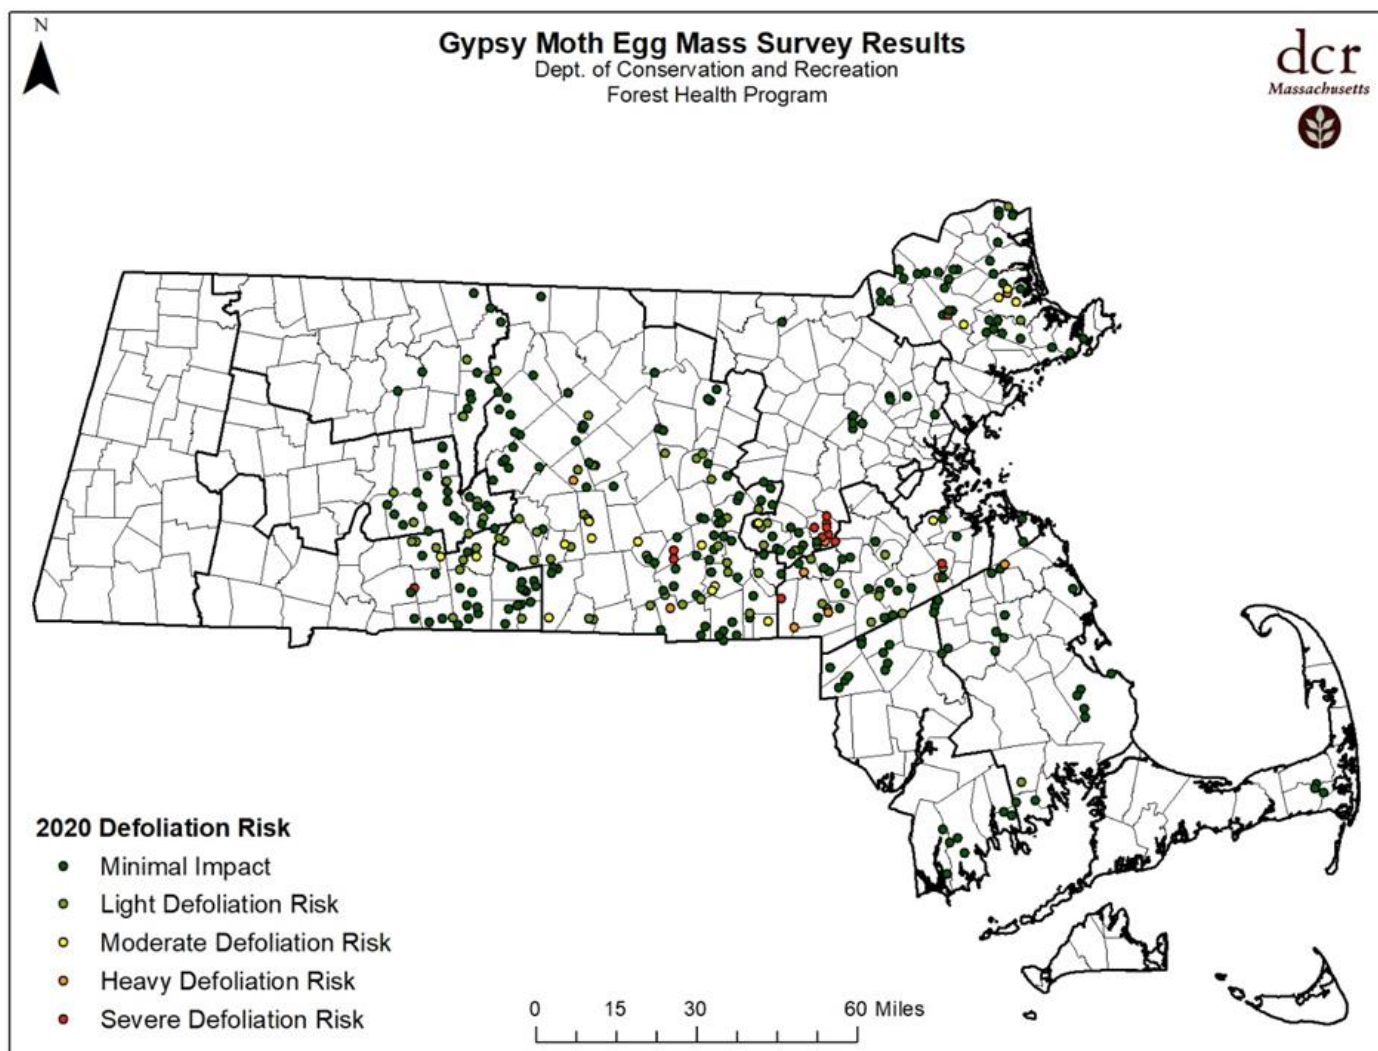 N
Gypsy Moth Egg Mass Survey Results
Dept. of Conservation and Recreation
Forest Health Program
dcr
Massachusetts
2020 Defoliation Risk
Minimal Impact
Light Defoliation Risk
Moderate Defoliation Risk
Heavy Defoliation Risk
Severe Defoliation Risk
0 15 30 60 Miles